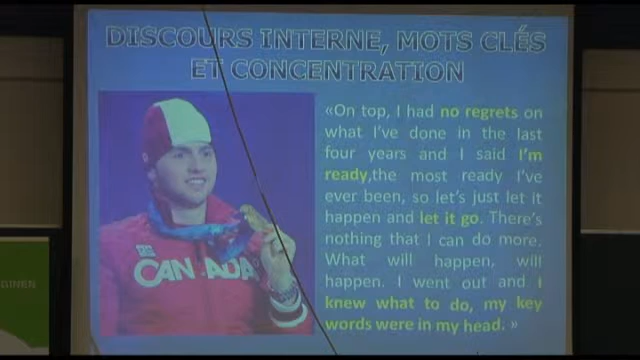 DISCOURS INTERNE, MOTS CLÉS
ET CONCENTRATION
«On top, I had no regrets on
what I've done in the last
four years and I said I'm
ready,the most ready I've
ever been, so let's just let it
happen and let it go. There's
nothing that I can do more.
What will happen, will
happen. I went out and I
knew what to do, my key
words were in my head. »
CANADA
GINEN